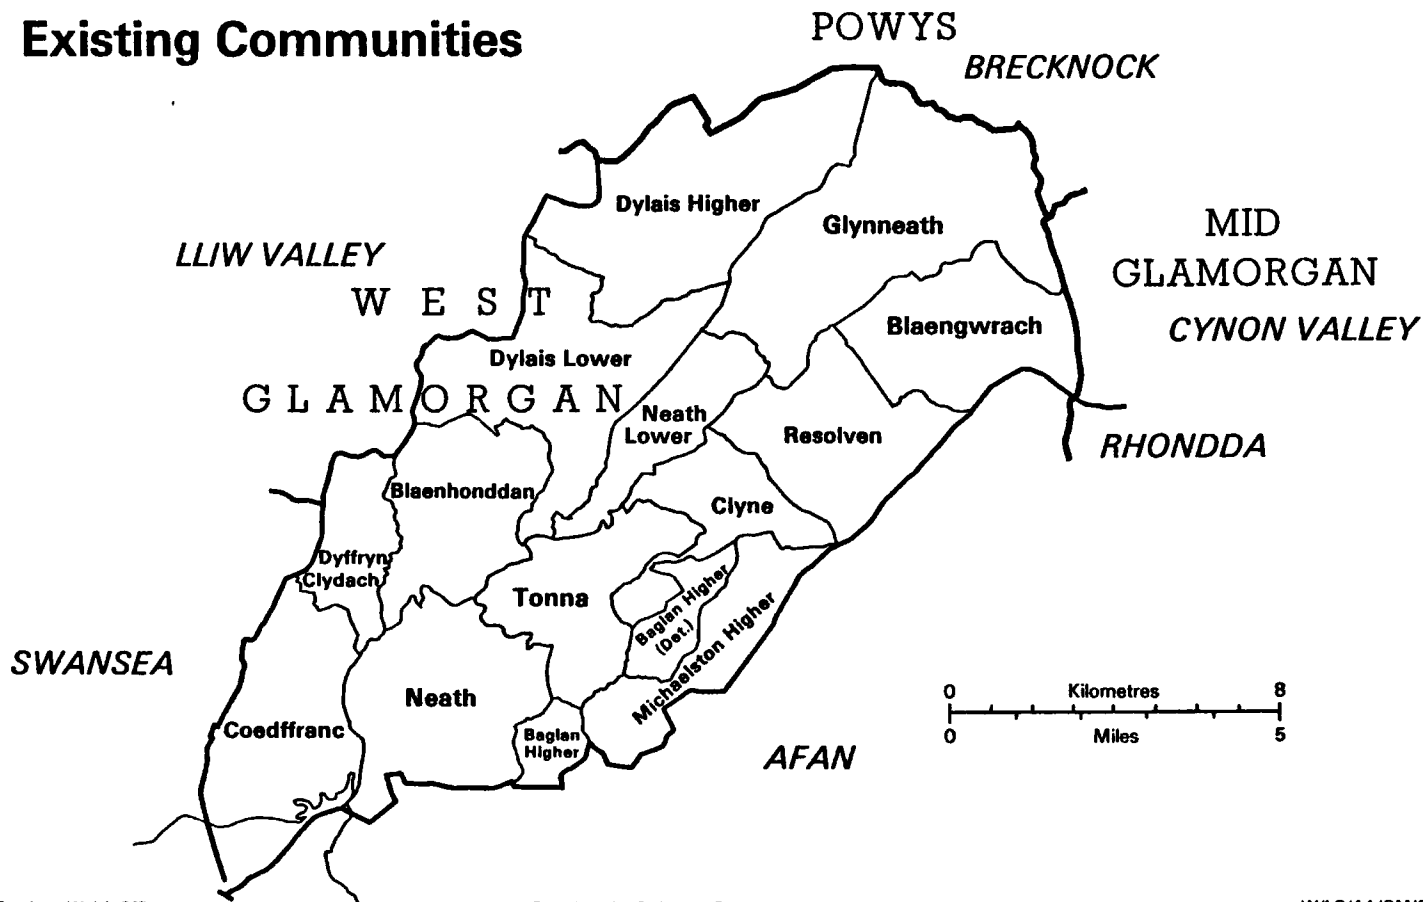 Existing Communities
POWYS
BRECKNOCK
Dylais Higher
Glynneath
MID
GLAMORGAN
CYNON VALLEY
LLIW VALLEY
WEST
GLAMORGAN
Blaengwrach
Dylais Lower
Neath
Lower
Resolven
RHONDDA
Blaenhonddan
Clyne
Dyffryn
Clydach
Tonna
Baglan Higher
(Det.)
Michaelston Higher
SWANSEA
Neath
Coedffranc
Baglan
Higher
AFAN
0 Kilometres 8
0 Miles 5